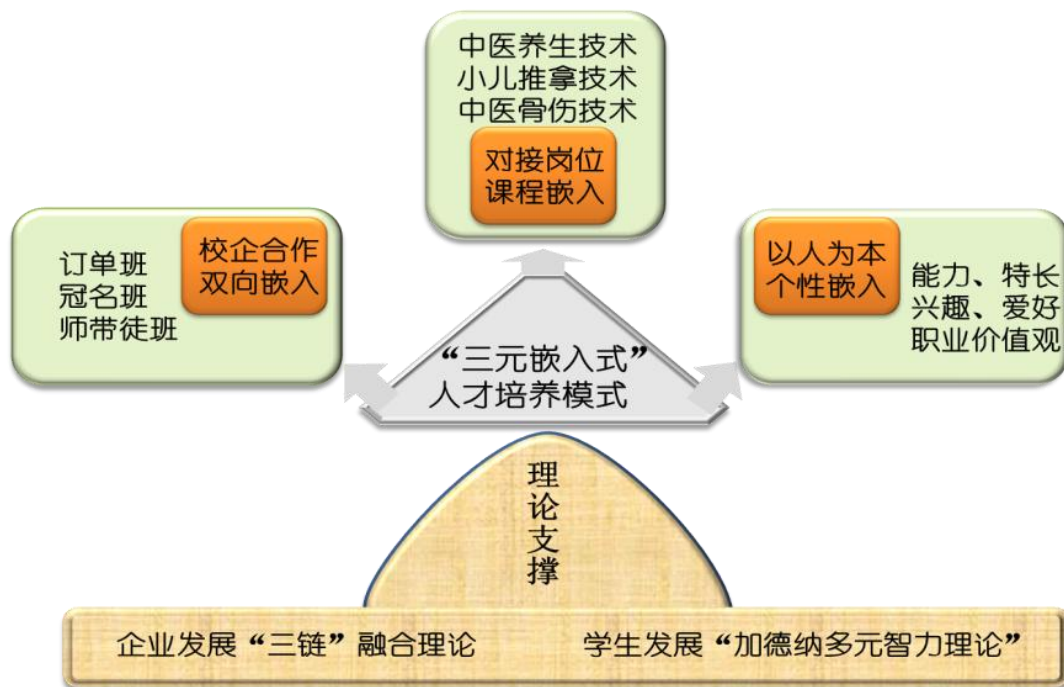 中医养生技术
小儿推拿技术
中医骨伤技术
对接岗位
课程嵌入
订单班
冠名班
师带徒班
校企合作
双向嵌入
以人为本
个性嵌入
能力、特长
兴趣、爱好
职业价值观
“三元嵌入式”
人才培养模式
理论支撑
企业发展“三链”融合理论
学生发展“加德纳多元智力理论”